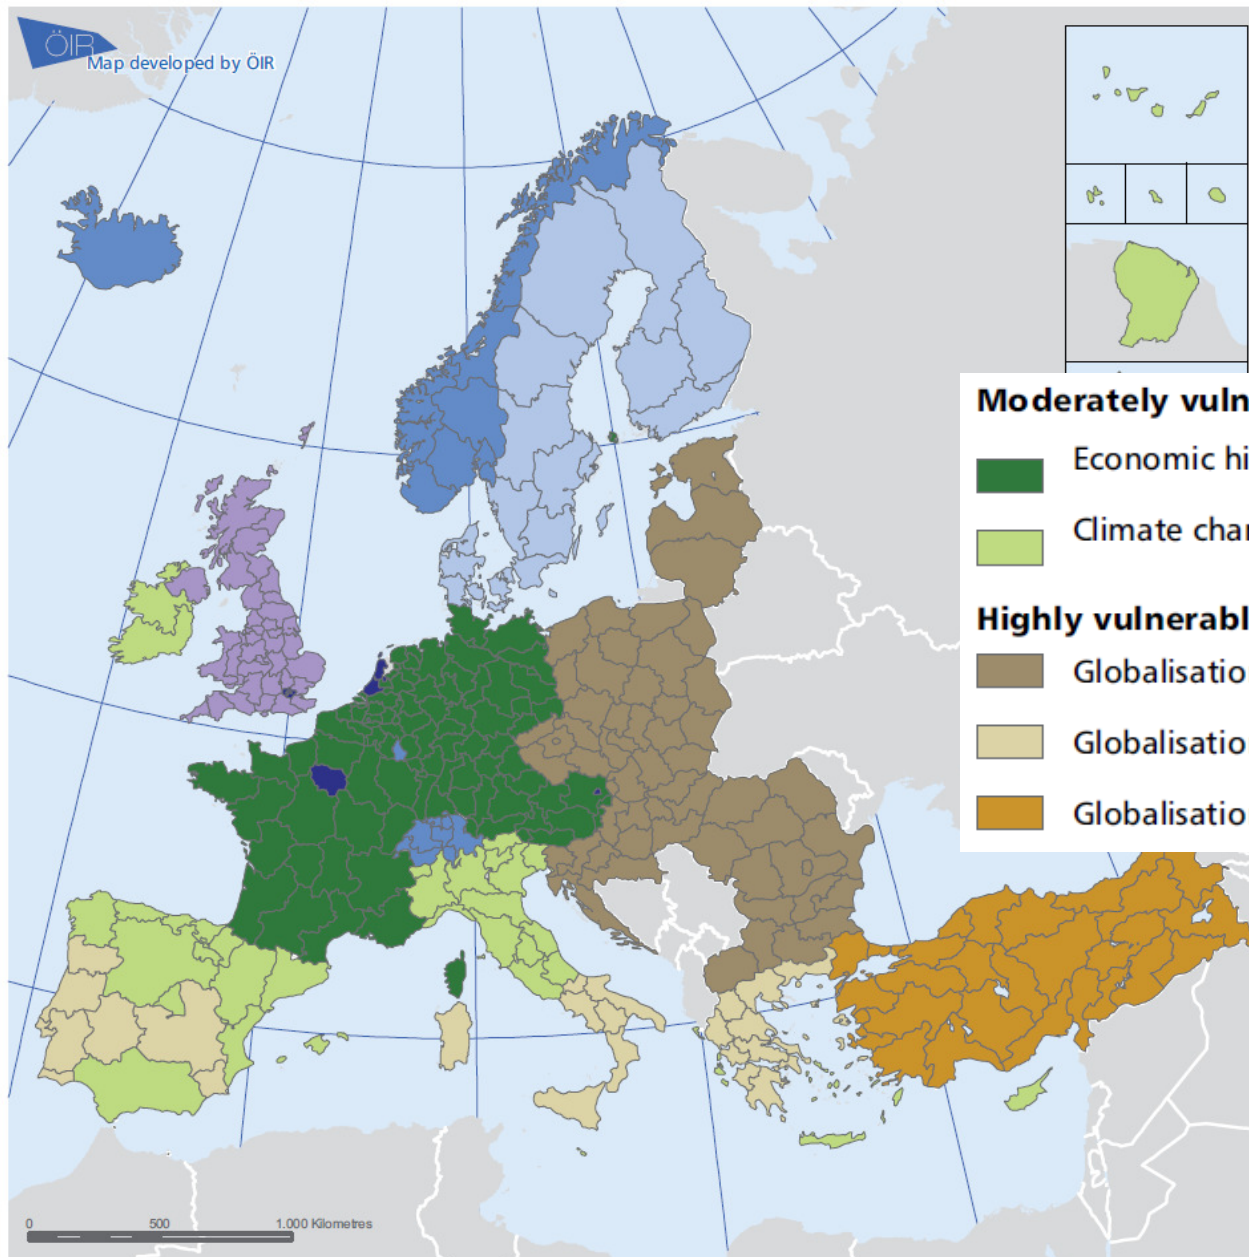 ÖIR
Map developed by ÖIR
Moderately vuln
Economic hi
Climate char
Highly vulnerabl
Globalisatio
Globalisatio
Globalisatio
0 500 1.000 Kilometres